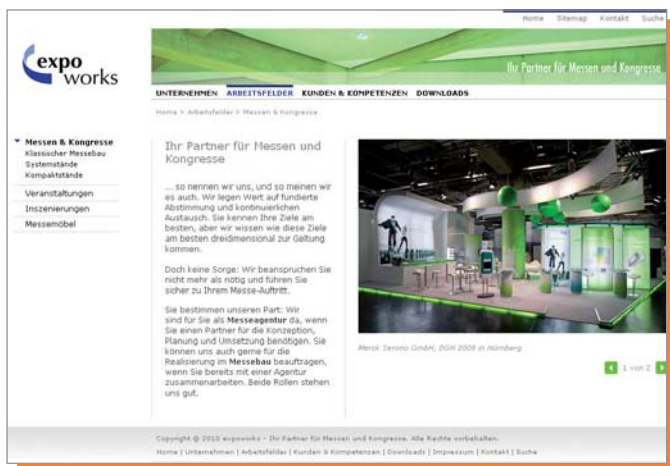 Home Sitemap Kontakt Suche
expo
works
Ihr Partner für Messen und Kongresse
UNTERNEHMEN ARBEITSFELDER KUNDEN & KOMPETENZEN DOWNLOADS
Home > Arbeitsfelder > Messen & Kongresse
Messen & Kongresse
Klassischer Messebau
Systemstände
Kompaktstände
Veranstaltungen
Inszenierungen
Messemöbel
Ihr Partner für Messen und
Kongresse
... so nennen wir uns, und so meinen wir
es auch. Wir legen Wert auf fundierte
Abstimmung und kontinuierlichen
Austausch. Sie kennen Ihre Ziele am
besten, aber wir wissen wie diese Ziele
am besten dreidimensional zur Geltung
kommen.
Doch keine Sorge: Wir beanspruchen Sie
nicht mehr als nötig und führen Sie
sicher zu Ihrem Messe-Auftritt.
Sie bestimmen unseren Part: Wir
sind für Sie als Messeagentur da, wenn
Sie einen Partner für die Konzeption,
Planung und Umsetzung benötigen. Sie
können uns auch gerne für die
Realisierung im Messebau beauftragen,
wenn Sie bereits mit einer Agentur
zusammenarbeiten. Beide Rollen stehen
uns gut.
Merck Serono GmbH, DGH 2009 in Nürnberg
1 von 2
Copyright @ 2010 expoworks - Ihr Partner für Messen und Kongresse. Alle Rechte vorbehalten.
Home | Unternehmen | Arbeitsfelder | Kunden & Kompetenzen | Downloads | Impressum | Kontakt | Suche